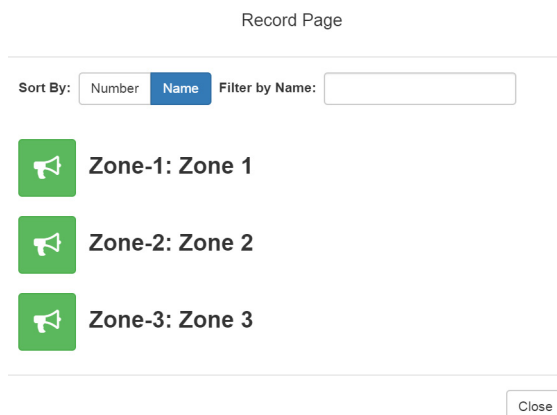 Record Page
Sort By: Number Name Filter by Name:
Zone-1: Zone 1
Zone-2: Zone 2
Zone-3: Zone 3
Close